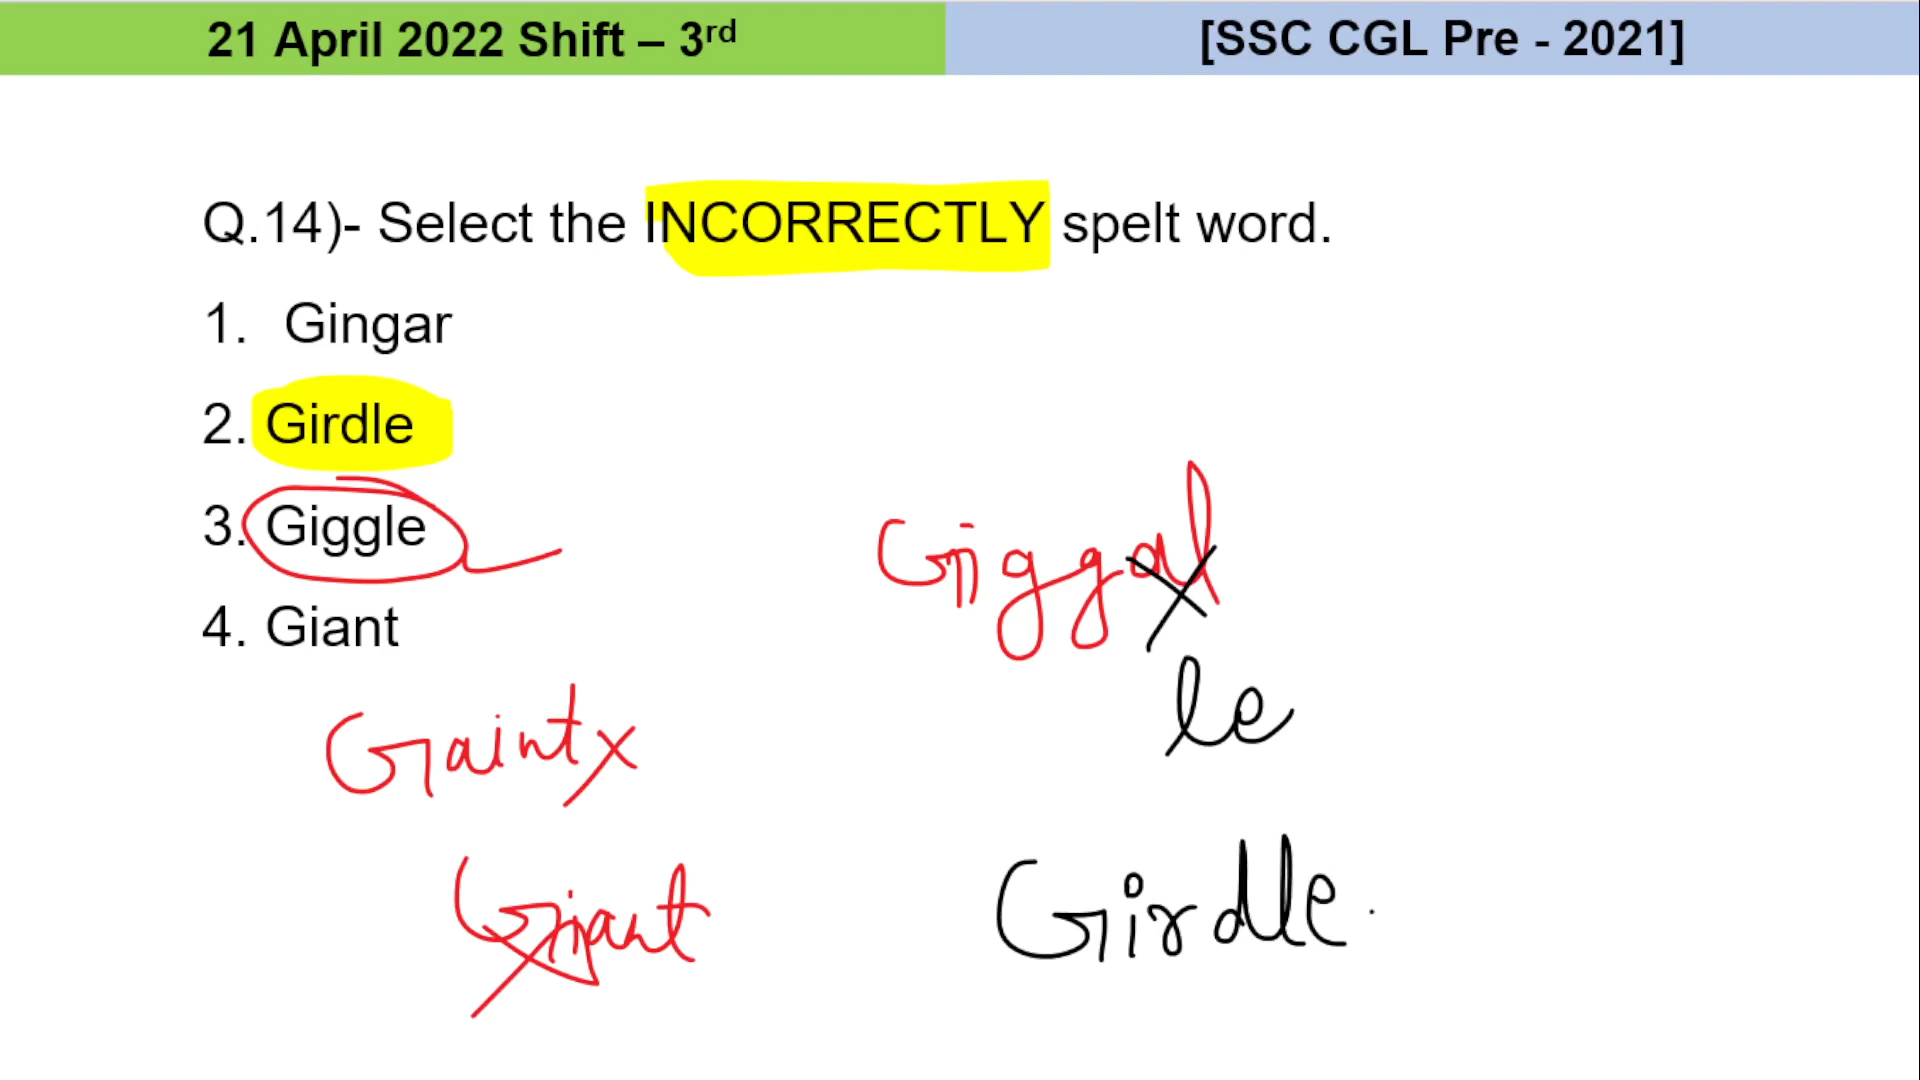 21 April 2022 Shift – 3rd
[SSC CGL Pre - 2021]
Q.14)- Select the INCORRECTLY spelt word.
1. Gingar
2. Girdle
3. Giggle
4. Giant
Giggal
le
Gaint x
Gijant
Girdle.